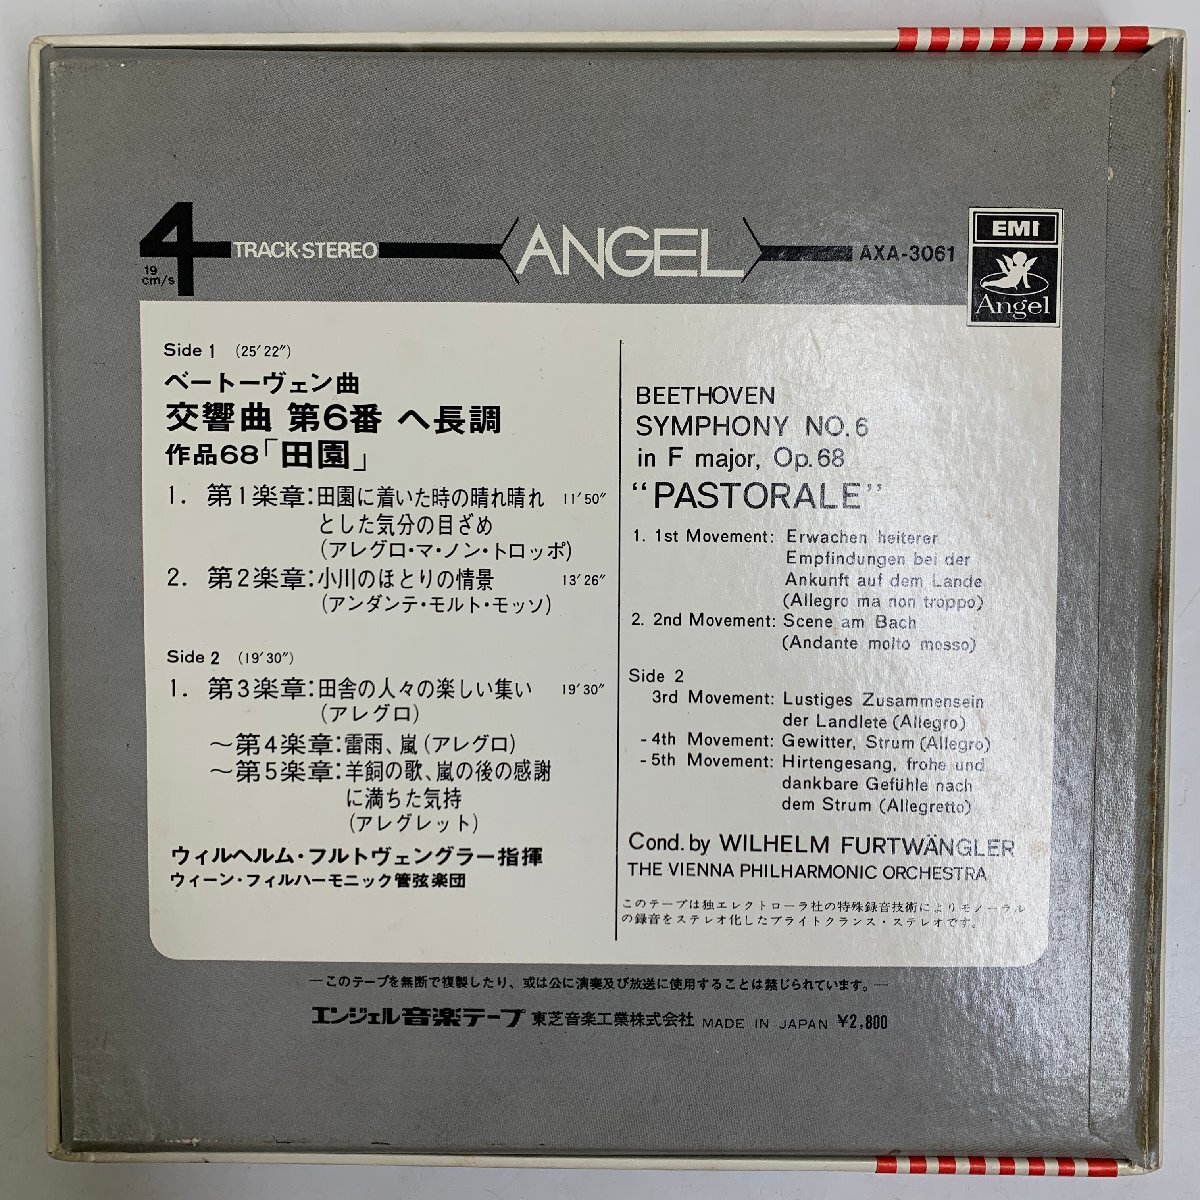 4 TRACK·STEREO ANGEL AXA-3061
19
cm/s
EMI
Angel
Side 1 (25′22″)
ベートーヴェン曲
交響曲 第6番 ヘ長調
作品68「田園」
1. 第1楽章:田園に着いた時の晴れ晴れ 11′50″
とした気分の目ざめ
(アレグロ・マ・ノン・トロッポ)
2. 第2楽章:小川のほとりの情景 13′26″
(アンダンテ・モルト・モッソ)
Side 2 (19′30″)
1. 第3楽章:田舎の人々の楽しい集い 19′30″
(アレグロ)
～第4楽章:雷雨、嵐(アレグロ)
～第5楽章:羊飼の歌、嵐の後の感謝
に満ちた気持
(アレグレット)
ウィルヘルム・フルトヴェングラー指揮
ウィーン・フィルハーモニック管弦楽団
BEETHOVEN
SYMPHONY NO.6
in F major, Op.68
“PASTORALE”
1. 1st Movement: Erwachen heiterer
Empfindungen bei der
Ankunft auf dem Lande
(Allegro ma non troppo)
2. 2nd Movement: Scene am Bach
(Andante molto mosso)
Side 2
3rd Movement: Lustiges Zusammensein
der Landlete (Allegro)
- 4th Movement: Gewitter, Strum (Allegro)
- 5th Movement: Hirtengesang, frohe und
dankbare Gefühle nach
dem Strum (Allegretto)
Cond. by WILHELM FURTWÄNGLER
THE VIENNA PHILHARMONIC ORCHESTRA
このテープは独エレクトローラ社の特殊録音技術によりモノーラル
の録音をステレオ化したブライトクランス・ステレオです。
—このテープを無断で複製したり、或は公に演奏及び放送に使用することは禁じられています。—
エンジェル音楽テープ 東芝音楽工業株式会社 MADE IN JAPAN ¥2,800